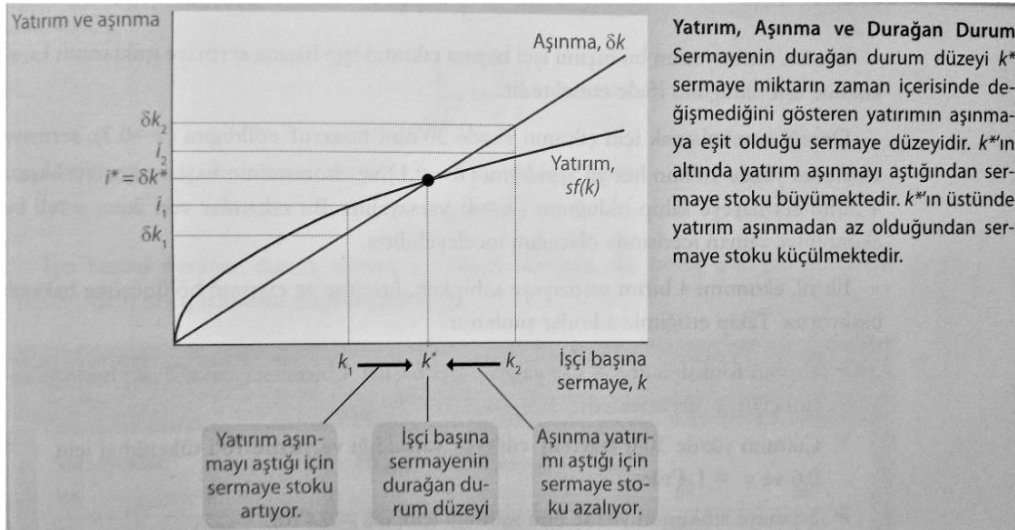 Yatırım ve aşınma
Aşınma, δk
δk₂
i₂
i* = δk*
i₁
δk₁
Yatırım,
sf(k)
k₁
k*
k₂
İşçi başına
sermaye, k
Yatırım aşın-
mayı aştığı için
sermaye stoku
artıyor.
İşçi başına
sermayenin
durağan du-
rum düzeyi
Aşınma yatırı-
mı aştığı için
sermaye sto-
ku azalıyor.
Yatırım, Aşınma ve Durağan Durum
Sermayenin durağan durum düzeyi k*
sermaye miktarın zaman içerisinde de-
ğişmediğini gösteren yatırımın aşınma-
ya eşit olduğu sermaye düzeyidir. k*'ın
altında yatırım aşınmayı aştığından ser-
maye stoku büyümektedir. k*'ın üstünde
yatırım aşınmadan az olduğundan ser-
maye stoku küçülmektedir.